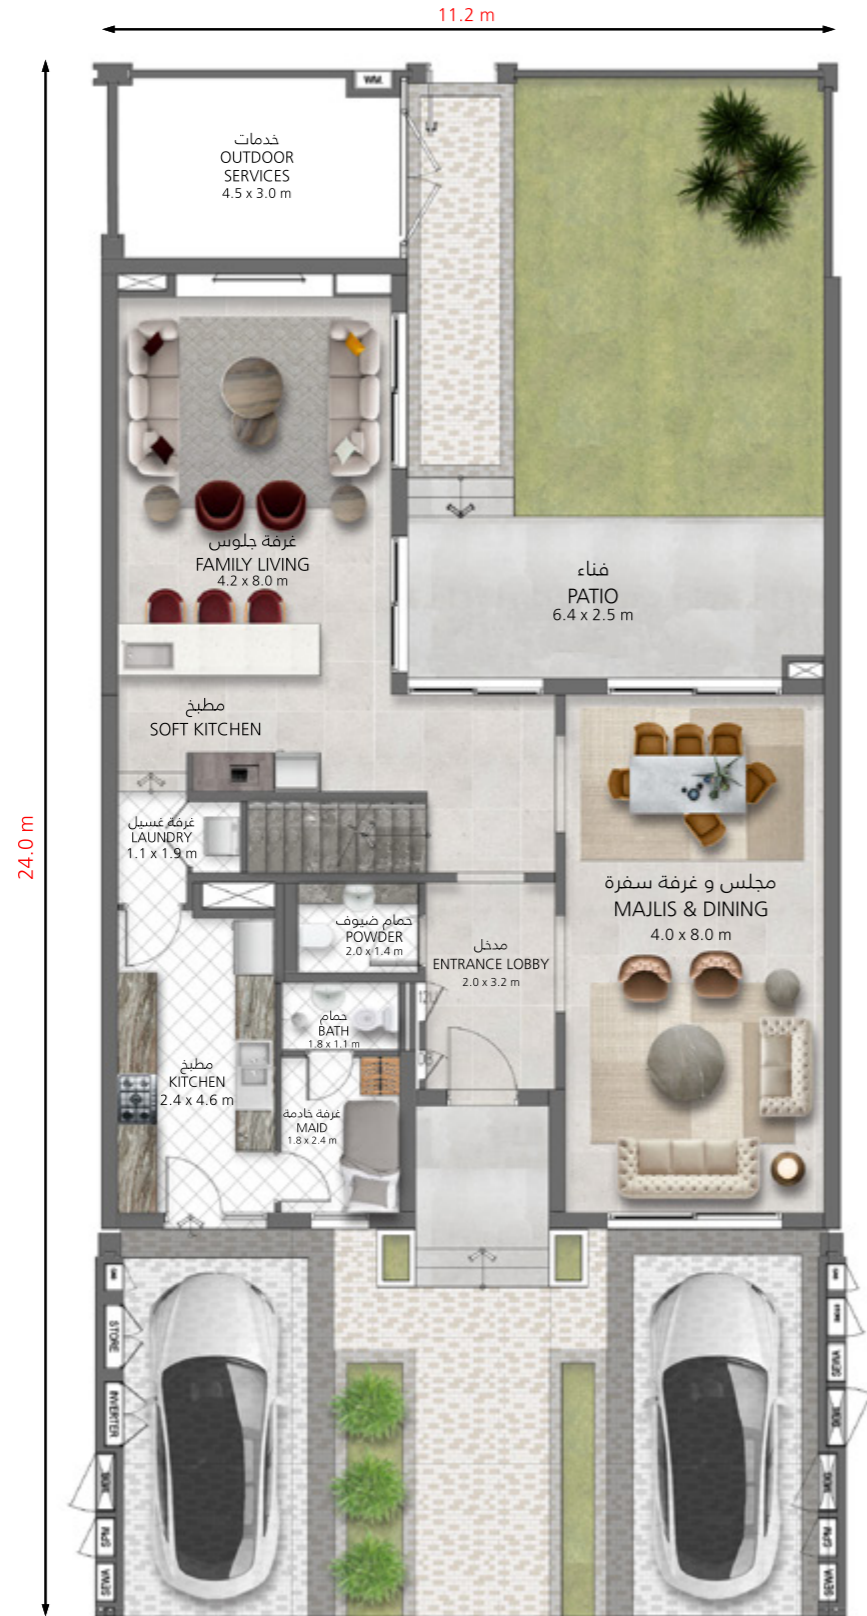 11.2 m
WM.
خدمات
OUTDOOR
SERVICES
4.5 x 3.0 m
غرفة جلوس
FAMILY LIVING
4.2 x 8.0 m
فناء
PATIO
6.4 x 2.5 m
مطبخ
SOFT KITCHEN
24.0 m
غرفة غسيل
LAUNDRY
1.1 x 1.9 m
مجلس و غرفة سفرة
MAJLIS & DINING
4.0 x 8.0 m
حمام ضيوف
POWDER
2.0 x 1.4 m
مدخل
ENTRANCE LOBBY
2.0 x 3.2 m
حمام
BATH
1.8 x 1.1 m
مطبخ
KITCHEN
2.4 x 4.6 m
غرفة خادمة
MAID
1.8 x 2.4 m
STORE
INVERTER
SEWA
STORE
SEWA
SEWA